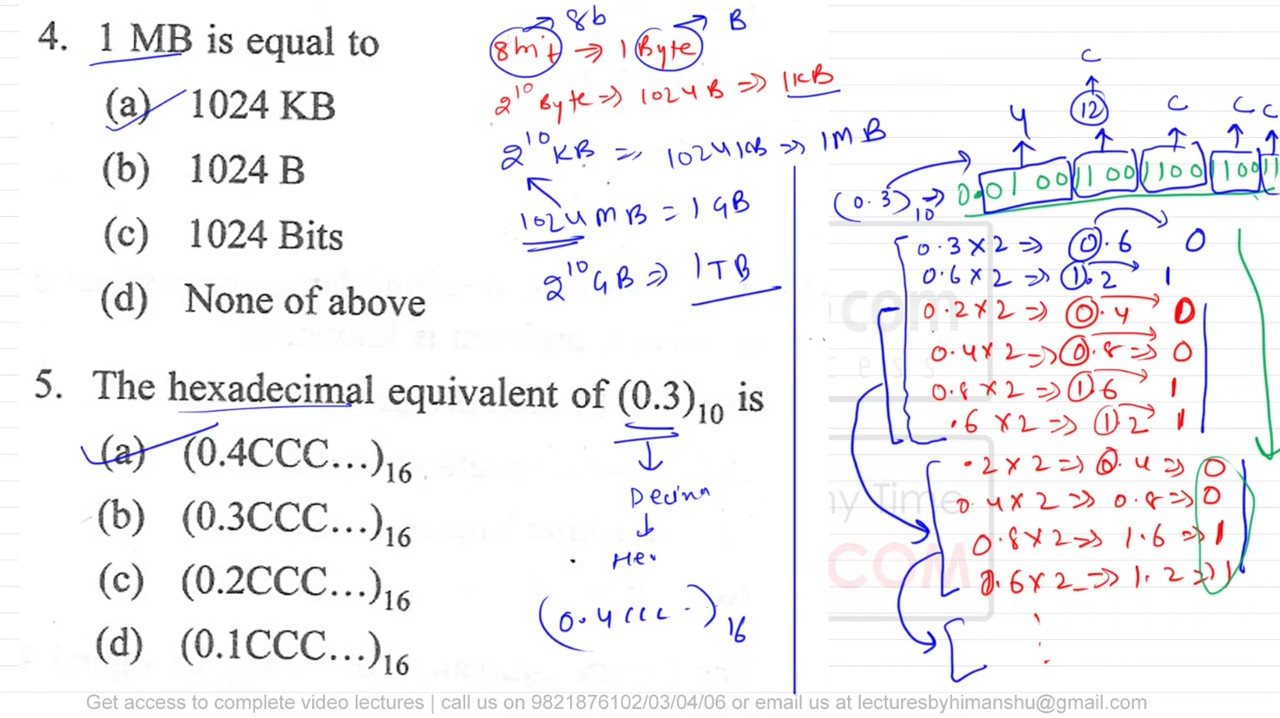 4. 1 MB is equal to
(a) 1024 KB
(b) 1024 B
(c) 1024 Bits
(d) None of above
8b
B
8bit → 1 Byte
2^10 Byte ⇒ 1024B ⇒ 1KB
2^10 KB ⇒ 1024KB ⇒ 1MB
1024 MB = 1 GB
2^10 GB ⇒ 1TB
5. The hexadecimal equivalent of (0.3)10 is
(a) (0.4CCC...)16
(b) (0.3CCC...)16
(c) (0.2CCC...)16
(d) (0.1CCC...)16
Decima
Hex
(0.4CCC-)16
C
4 12 C C C
(0.3)10 ⇒ 0.0100 1100 1100 1100 11
0.3×2 ⇒ 0.6 0
0.6×2 ⇒ 1.2 1
0.2×2 ⇒ 0.4 0
0.4×2 ⇒ 0.8 ⇒ 0
0.8×2 ⇒ 1.6 1
.6×2 ⇒ 1.2 1
.2×2 ⇒ 0.4 ⇒ 0
0.4×2 ⇒ 0.8 ⇒ 0
0.8×2 ⇒ 1.6 ⇒ 1
0.6×2 ⇒ 1.2 ⇒ 1
Get access to complete video lectures | call us on 9821876102/03/04/06 or email us at lecturesbyhimanshu@gmail.com